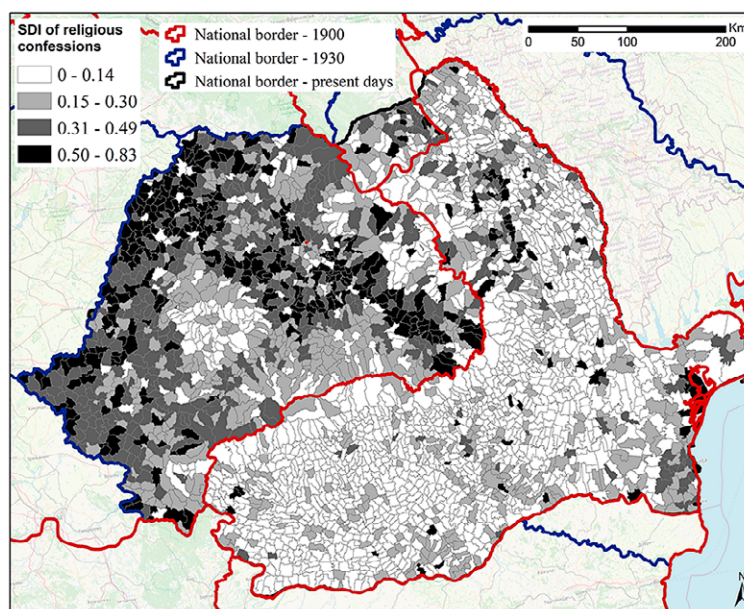 SDI of religious
confessions
0 - 0.14
0.15 - 0.30
0.31 - 0.49
0.50 - 0.83
National border - 1900
National border - 1930
National border - present days
Km
0 50 100 200
N